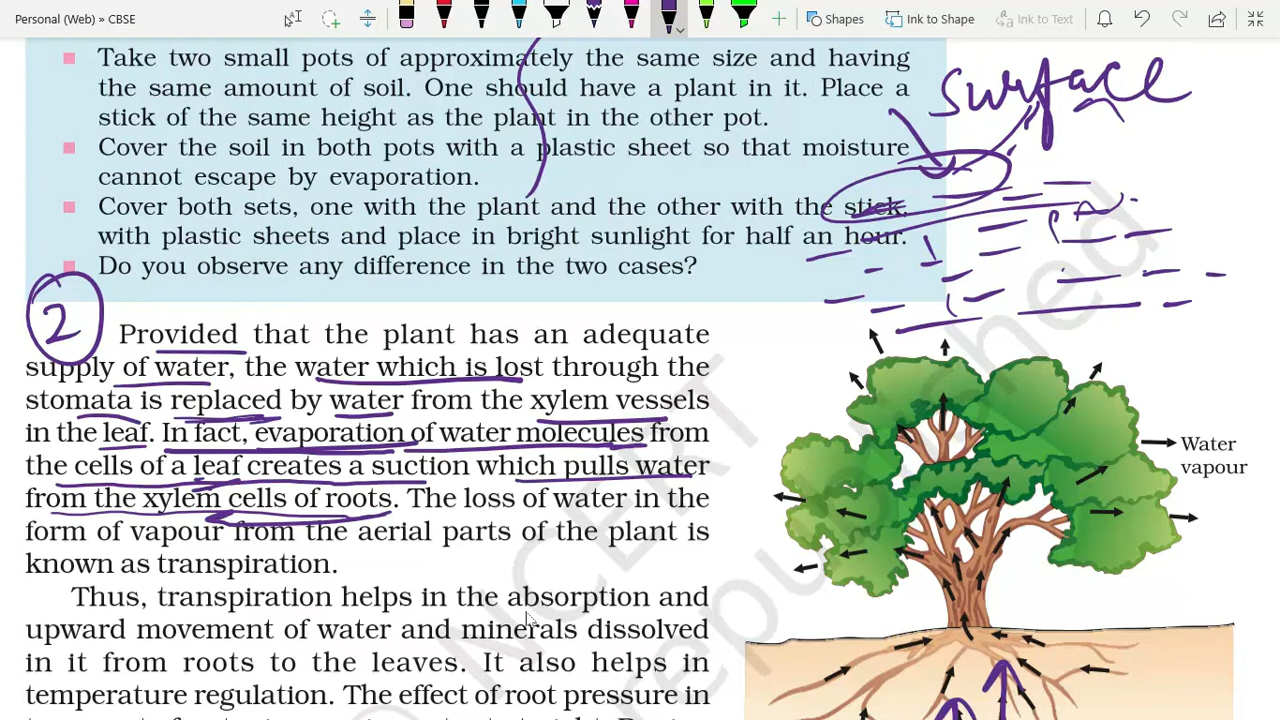 Personal (Web) » CBSE
Shapes
Ink to Shape
Ink to Text
Take two small pots of approximately the same size and having
the same amount of soil. One should have a plant in it. Place a
stick of the same height as the plant in the other pot.
Cover the soil in both pots with a plastic sheet so that moisture
cannot escape by evaporation.
Cover both sets, one with the plant and the other with the stick,
with plastic sheets and place in bright sunlight for half an hour.
Do you observe any difference in the two cases?
surface
2
Provided that the plant has an adequate
supply of water, the water which is lost through the
stomata is replaced by water from the xylem vessels
in the leaf. In fact, evaporation of water molecules from
the cells of a leaf creates a suction which pulls water
from the xylem cells of roots. The loss of water in the
form of vapour from the aerial parts of the plant is
known as transpiration.
Thus, transpiration helps in the absorption and
upward movement of water and minerals dissolved
in it from roots to the leaves. It also helps in
temperature regulation. The effect of root pressure in
Water
vapour
NCERT
republished